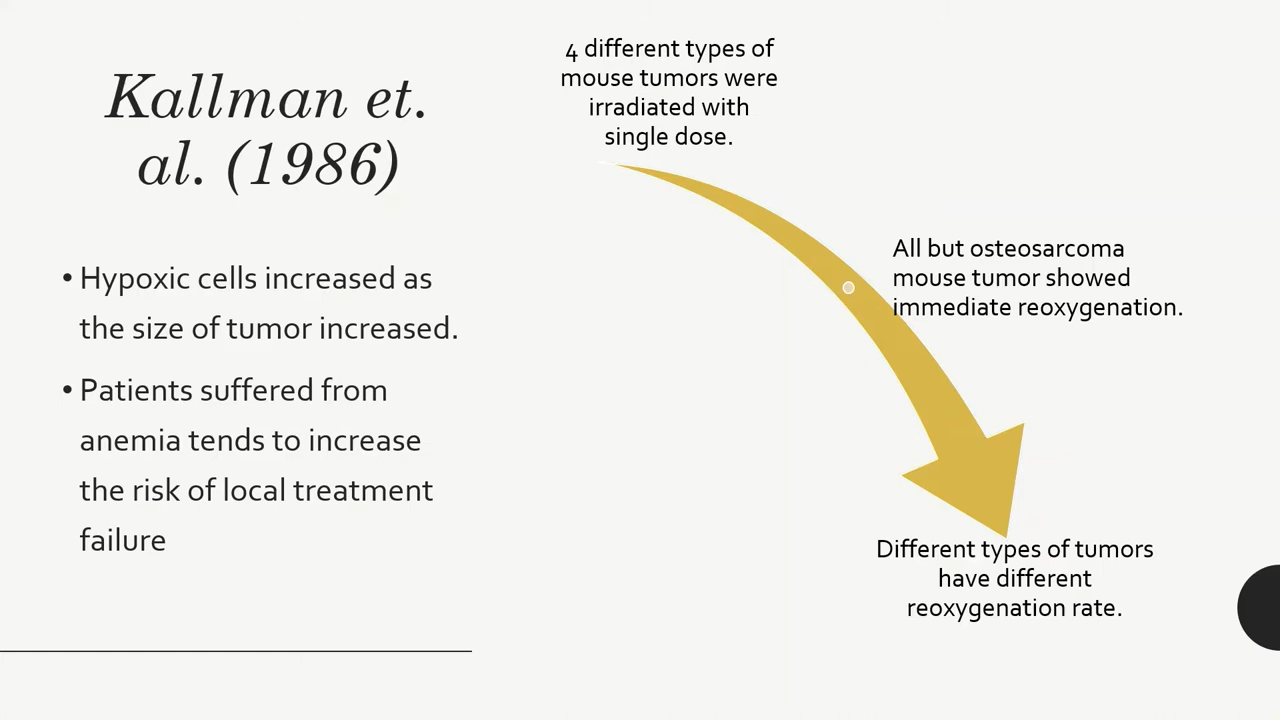 Kallman et.
al. (1986)
• Hypoxic cells increased as
the size of tumor increased.
• Patients suffered from
anemia tends to increase
the risk of local treatment
failure
4 different types of
mouse tumors were
irradiated with
single dose.
All but osteosarcoma
mouse tumor showed
immediate reoxygenation.
Different types of tumors
have different
reoxygenation rate.